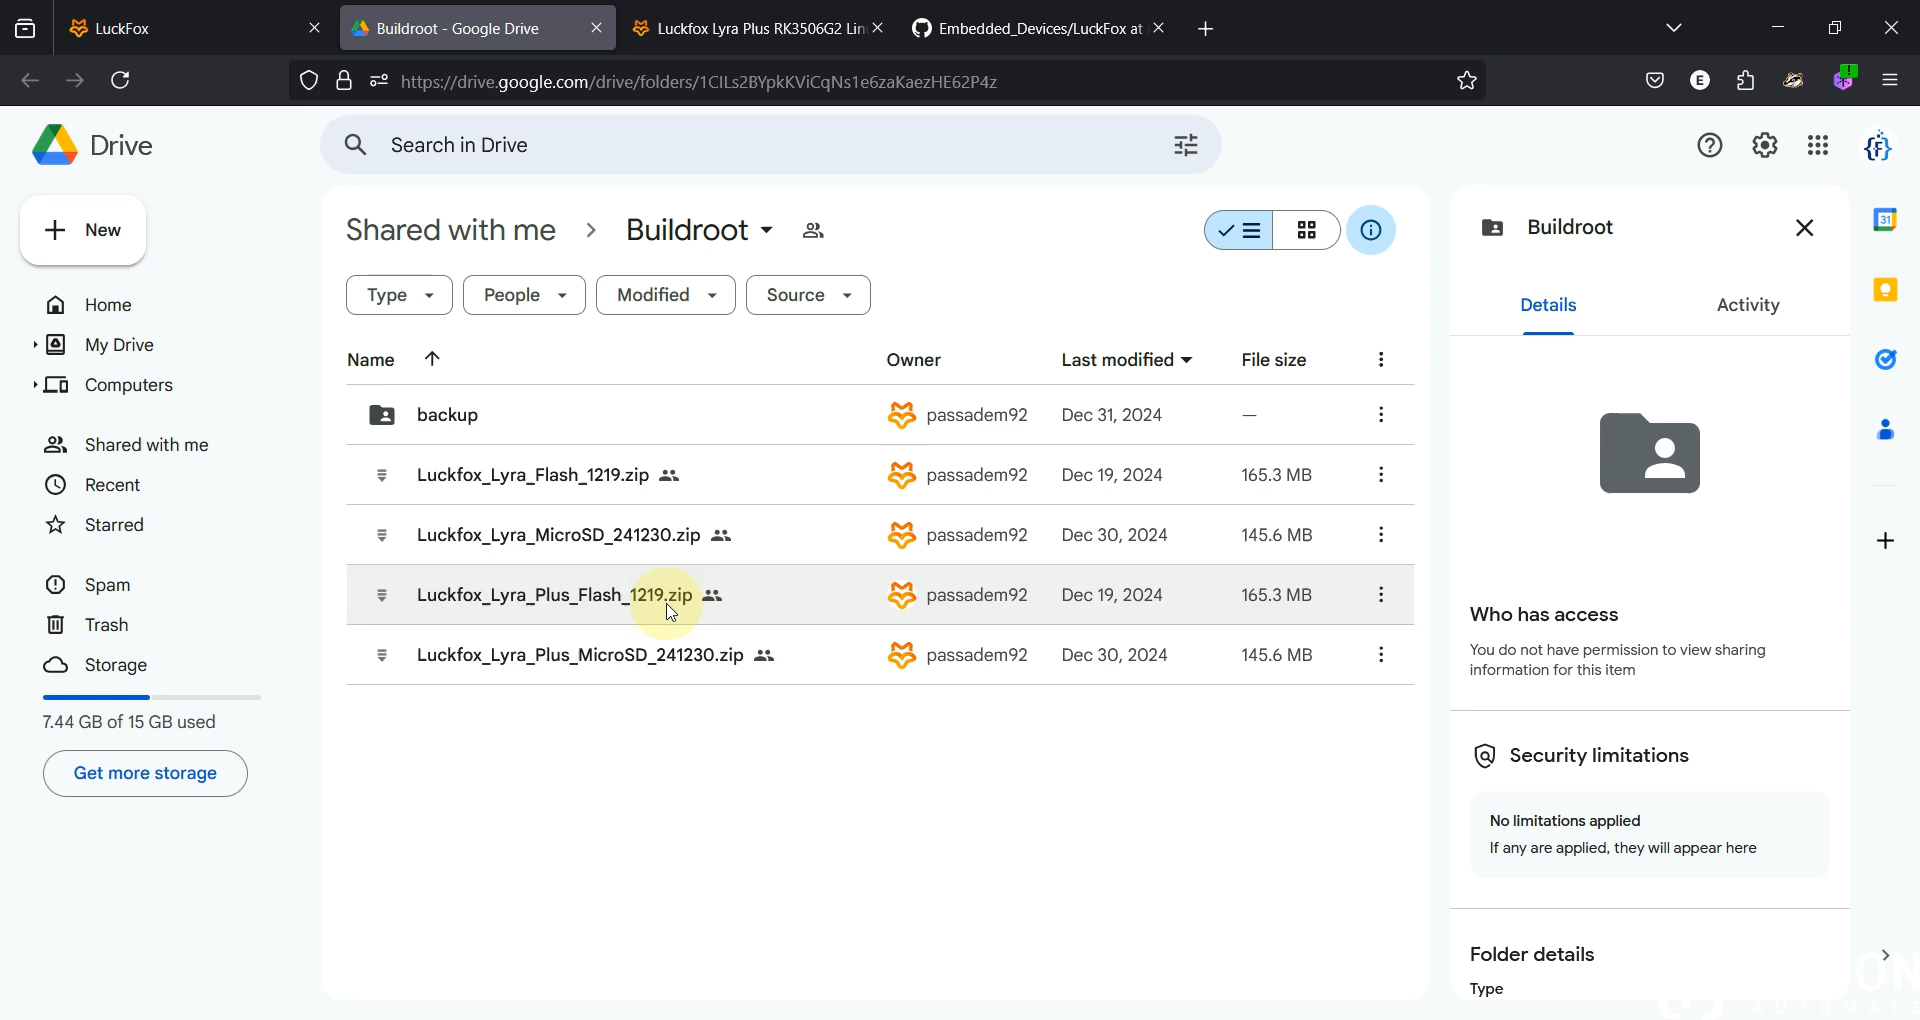 LuckFox
Buildroot - Google Drive
Luckfox Lyra Plus RK3506G2 Lin
Embedded_Devices/LuckFox at
https://drive.google.com/drive/folders/1CILs2BYpkKViCqNs1e6zaKaezHE62P4z
E
Drive
Search in Drive
{F}
New
Shared with me
Buildroot
Buildroot
31
Home
Type
People
Modified
Source
Details
Activity
My Drive
Name
Owner
Last modified
File size
Computers
backup
passadem92
Dec 31, 2024
—
Shared with me
Luckfox_Lyra_Flash_1219.zip
passadem92
Dec 19, 2024
165.3 MB
Recent
Starred
Luckfox_Lyra_MicroSD_241230.zip
passadem92
Dec 30, 2024
145.6 MB
Spam
Luckfox_Lyra_Plus_Flash_1219.zip
passadem92
Dec 19, 2024
165.3 MB
Who has access
Trash
You do not have permission to view sharing
information for this item
Storage
Luckfox_Lyra_Plus_MicroSD_241230.zip
passadem92
Dec 30, 2024
145.6 MB
7.44 GB of 15 GB used
Security limitations
Get more storage
No limitations applied
If any are applied, they will appear here
Folder details
Type